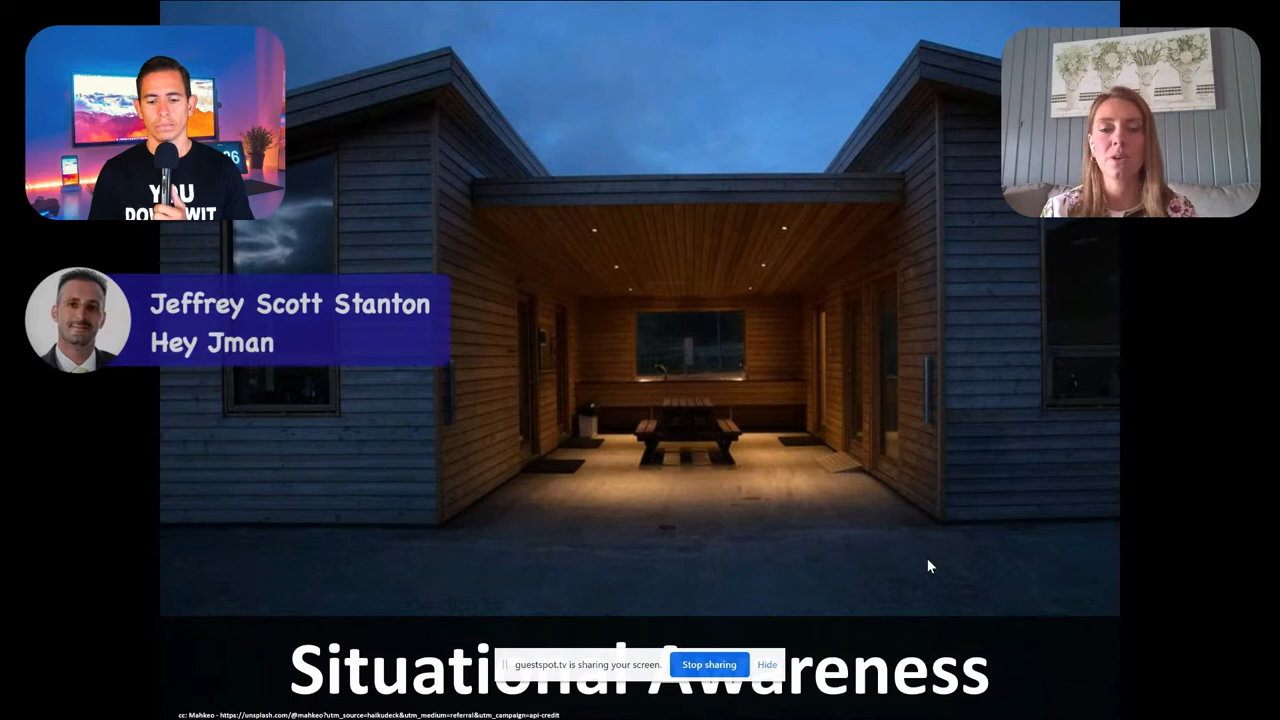 YOU
Jeffrey Scott Stanton
Hey Jman
guestspot.tv is sharing your screen. Stop sharing Hide
Situational Awareness
cc: Mahkeo - https://unsplash.com/@mahkeo?utm_source=haikudeck&utm_medium=referral&utm_campaign=api-credit